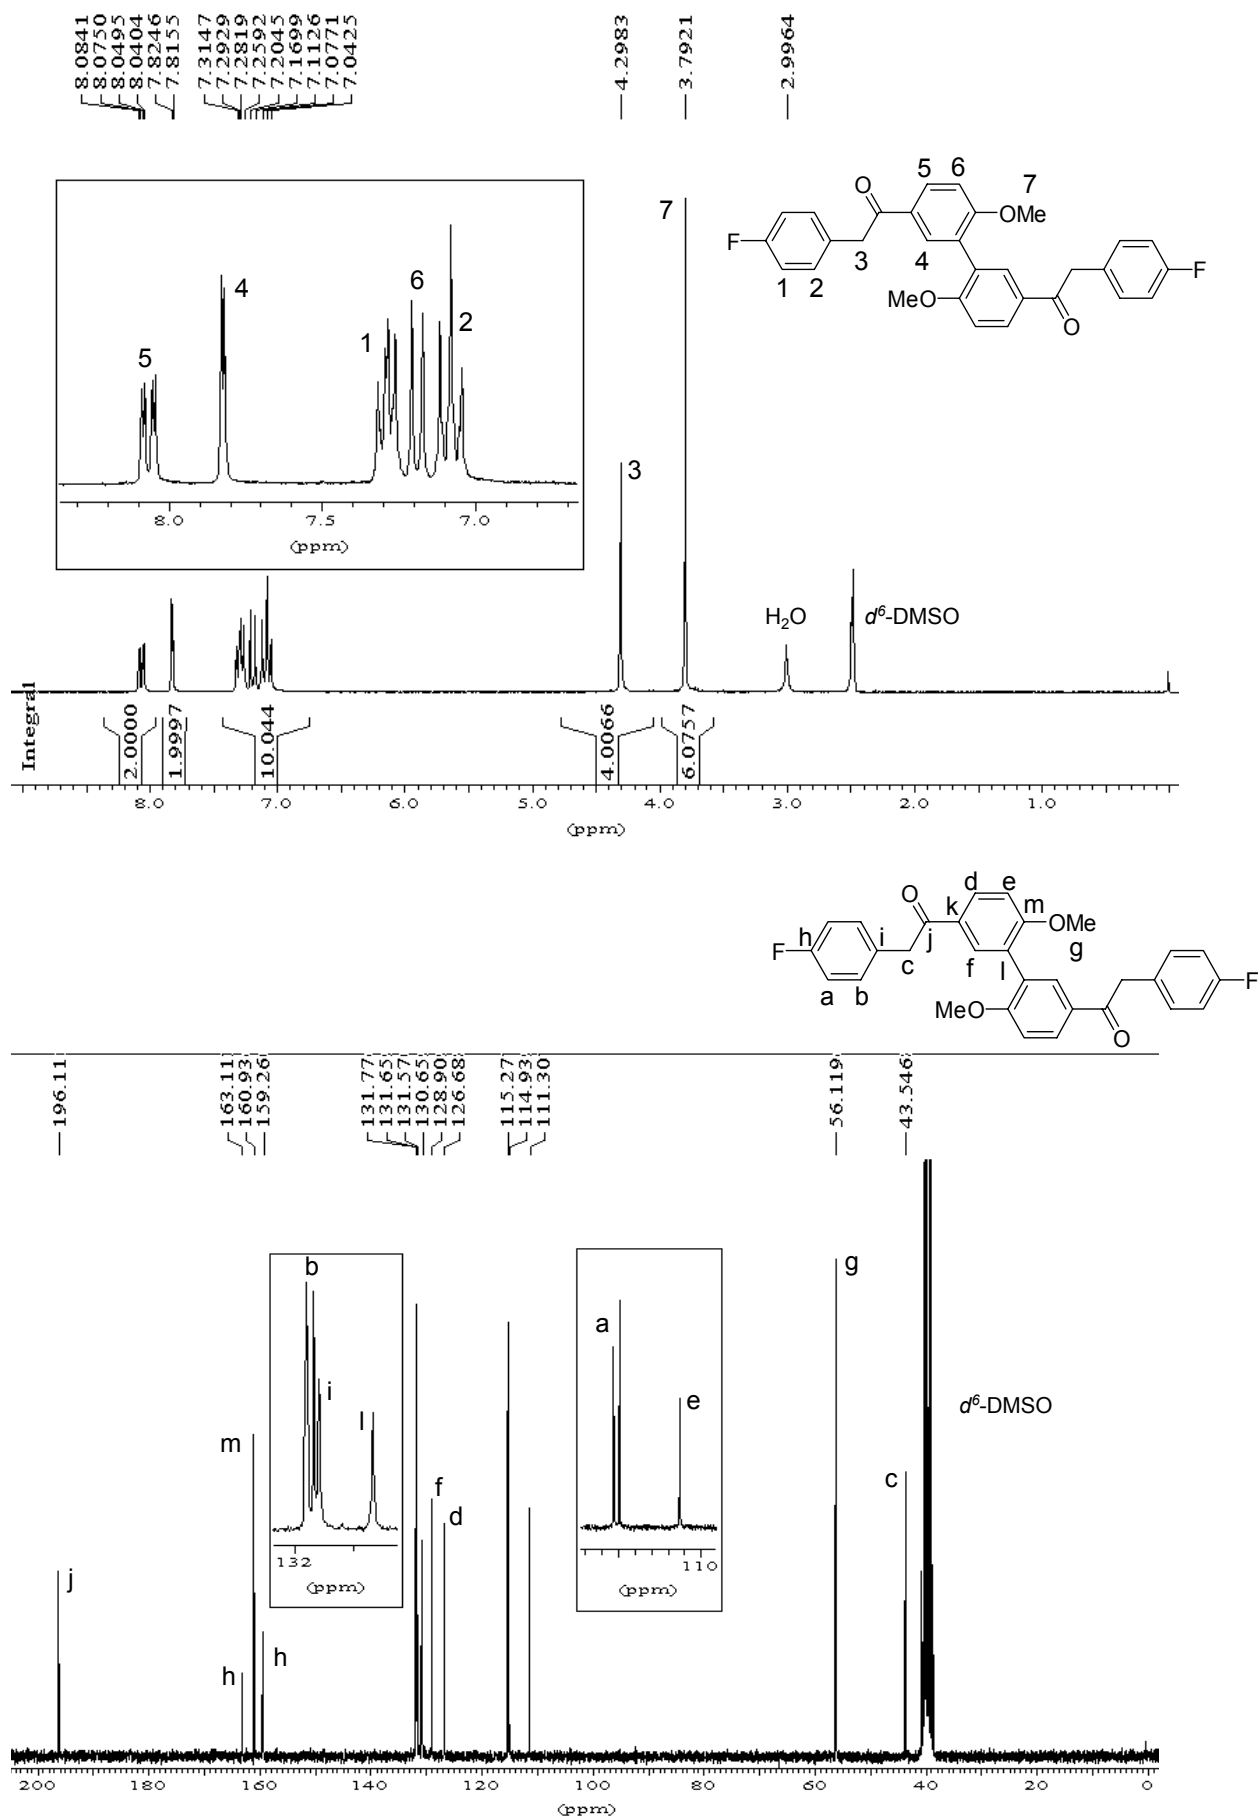 8.0841
8.0750
8.0495
8.0404
7.8246
7.8155
7.3147
7.2929
7.2819
7.2592
7.2045
7.1699
7.1126
7.0771
7.0425
4.2983
3.7921
2.9964
5 6
O 7
OMe
F
3 4
1 2
MeO
F
O
7
4
6
5
1
2
8.0 7.5 7.0
(ppm)
3
H2O
d6-DMSO
Integral
2.0000
1.9997
10.044
4.0066
6.0757
8.0 7.0 6.0 5.0 4.0 3.0 2.0 1.0
(ppm)
O d e
k m
OMe
h i j g
F
c f l
a b
MeO
F
O
196.11
163.11
160.93
159.26
131.77
131.65
131.57
130.65
128.90
126.68
115.27
114.93
111.30
56.119
43.546
b
i
l
132
(ppm)
a
e
110
(ppm)
g
d6-DMSO
m
f
d
c
j
h
h
200 180 160 140 120 100 80 60 40 20 0
(ppm)